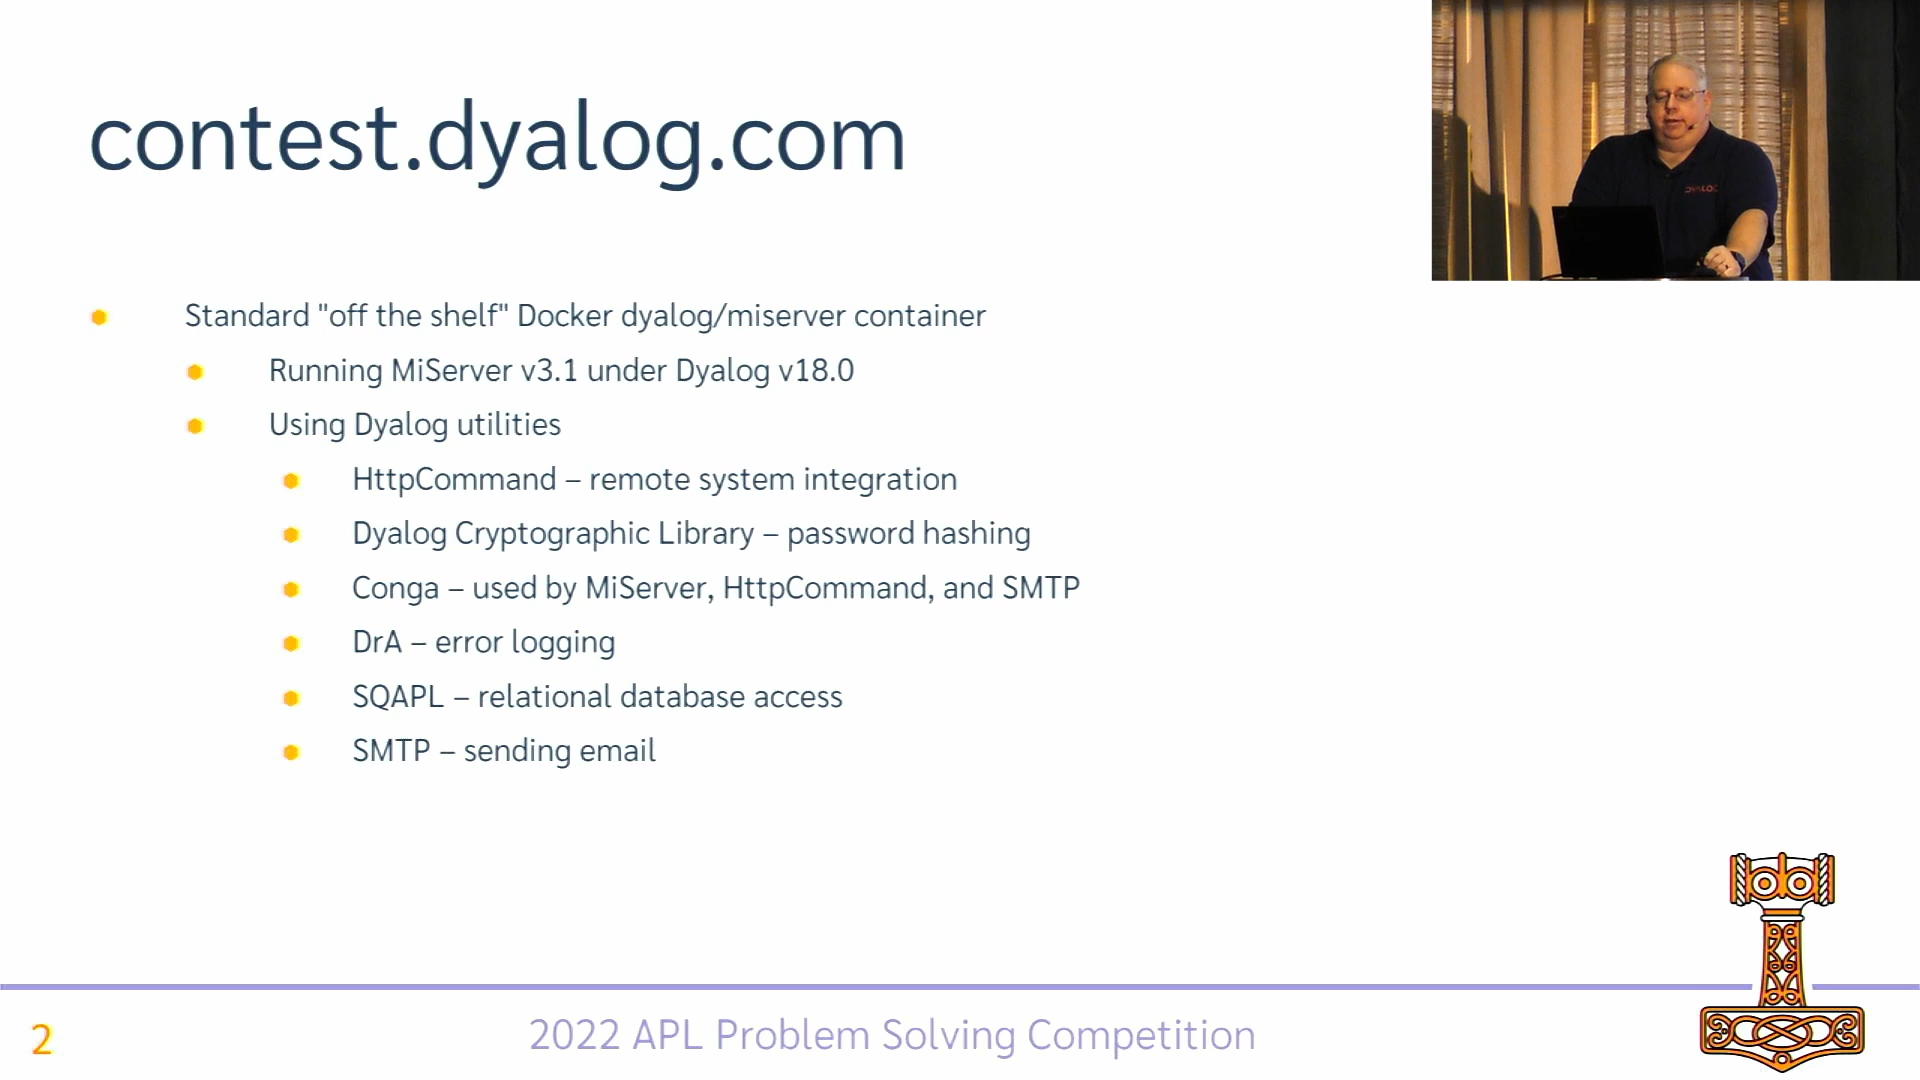 contest.dyalog.com
DYALOG
Standard "off the shelf" Docker dyalog/miserver container
Running MiServer v3.1 under Dyalog v18.0
Using Dyalog utilities
HttpCommand – remote system integration
Dyalog Cryptographic Library – password hashing
Conga – used by MiServer, HttpCommand, and SMTP
DrA – error logging
SQAPL – relational database access
SMTP – sending email
2
2022 APL Problem Solving Competition